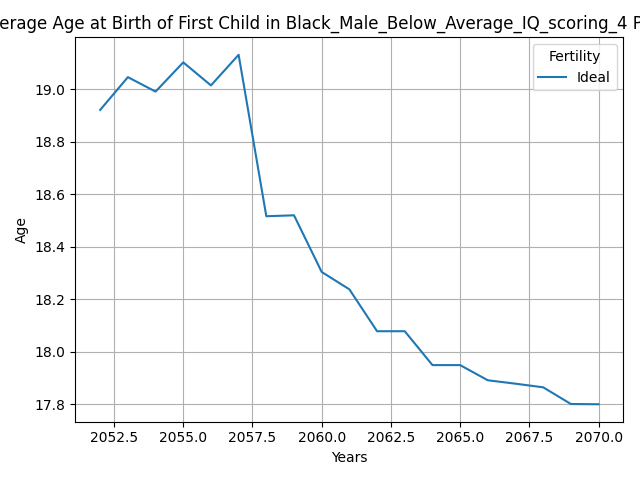 erage Age at Birth of First Child in Black_Male_Below_Average_IQ_scoring_4 P
Fertility
Ideal
19.0
18.8
18.6
18.4
18.2
18.0
17.8
Age
2052.5 2055.0 2057.5 2060.0 2062.5 2065.0 2067.5 2070.0
Years